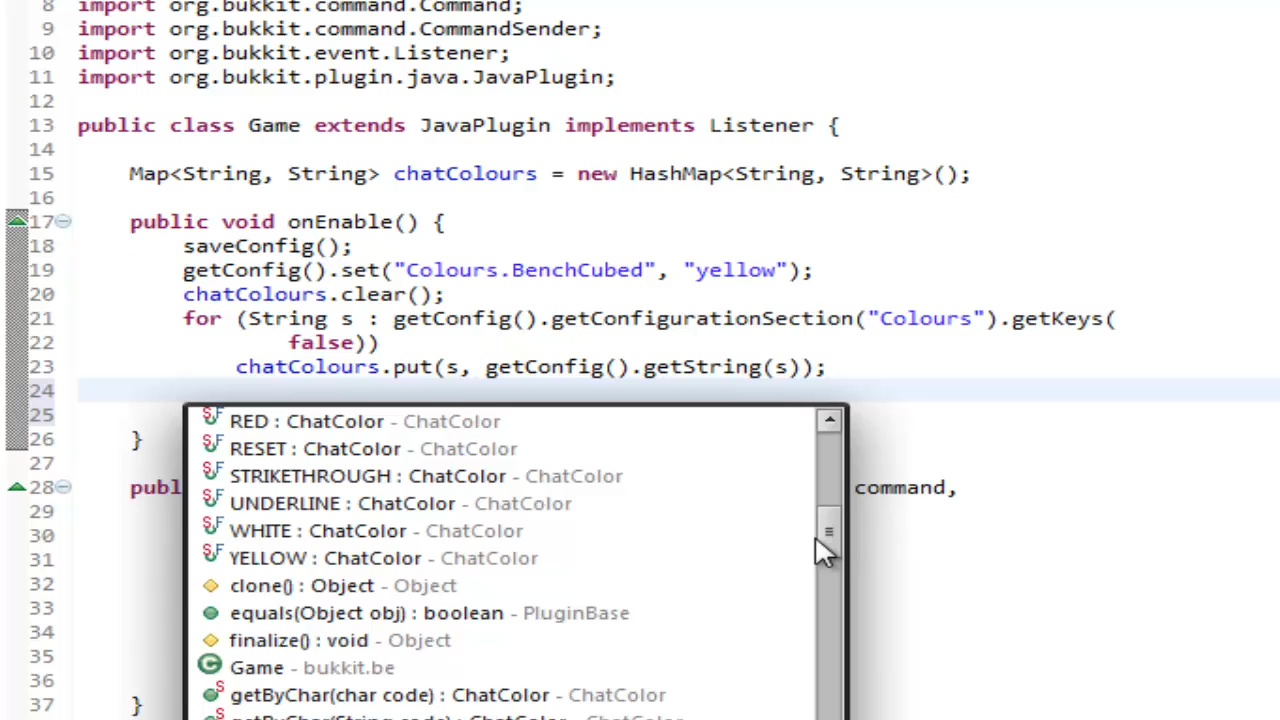 8 import org.bukkit.command.Command;
9 import org.bukkit.command.CommandSender;
10 import org.bukkit.event.Listener;
11 import org.bukkit.plugin.java.JavaPlugin;
12
13 public class Game extends JavaPlugin implements Listener {
14
15 Map<String, String> chatColours = new HashMap<String, String>();
16
17 public void onEnable() {
18 saveConfig();
19 getConfig().set("Colours.BenchCubed", "yellow");
20 chatColours.clear();
21 for (String s : getConfig().getConfigurationSection("Colours").getKeys(
22 false))
23 chatColours.put(s, getConfig().getString(s));
24
25
26 }
27
28 publ command,
29
30
31
32
33
34
35
36
37 }
RED : ChatColor - ChatColor
RESET : ChatColor - ChatColor
STRIKETHROUGH : ChatColor - ChatColor
UNDERLINE : ChatColor - ChatColor
WHITE : ChatColor - ChatColor
YELLOW : ChatColor - ChatColor
clone() : Object - Object
equals(Object obj) : boolean - PluginBase
finalize() : void - Object
Game - bukkit.be
getByChar(char code) : ChatColor - ChatColor
getByChar(String code) : ChatColor - ChatColor